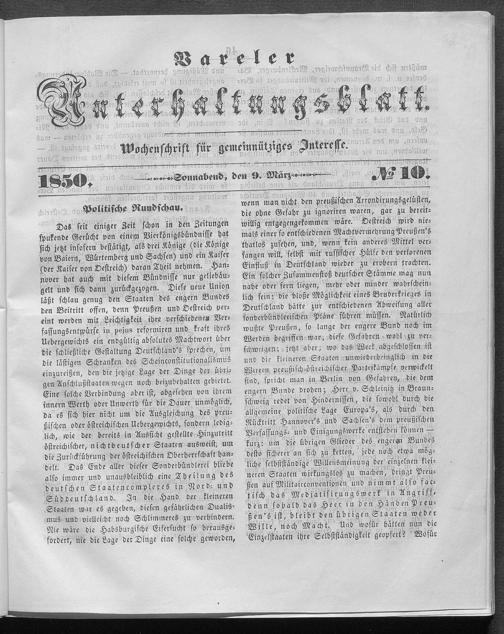 Vareler
Unterhaltungsblatt.
Wochenschrift für gemeinnütziges Interesse.
1850. Sonnabend, den 9. März № 10.
Politische Rundschau.
Das seit einiger Zeit schon in den Zeitungen
spukende Gerücht von einem Vierkönigsbündniß hat
sich jetzt insofern bestätigt, als drei Könige (die Könige
von Baiern, Würtemberg und Sachsen) und ein Kaiser
(der Kaiser von Oestreich) daran Theil nehmen. Han-
nover hat auch mit diesem Bündnisse nur geliebäu-
gelt und sich dann zurückgezogen. Diese neue Union
läßt schlau genug den Staaten des engern Bundes
den Beitritt offen, denn Preußen und Oestreich ver-
eint werden mit Leichtigkeit ihre verschiedenen Ver-
fassungsentwürfe in pejus reformiren und kraft ihres
Uebergewichts ein endgültig absolutes Machtwort über
die schließliche Gestaltung Deutschland's sprechen, um
die lästigen Schranken des Scheinconstitutionalismus
einzureißen, den die jetzige Lage der Dinge der übri-
gen Anschlußstaaten wegen noch beizubehalten gebietet.
Eine solche Verbindung aber ist, abgesehen von ihrem
innern Werth oder Unwerth für die Dauer unmöglich,
da es sich hier nicht um die Ausgleichung des preußi-
schen oder östreichischen Uebergewichts, sondern ledig-
lich, wie der bereits in Aussicht gestellte Hinzutritt
östreichischer, nichtdeutscher Staaten ausweist, um
die Zurückführung der östreichischen Oberherrschaft han-
delt. Das Ende aller dieser Sonderbündlerei bliebe
also immer und unausbleiblich eine Theilung des
deutschen Staatencomplexes in Nord- und
Süddeutschland. In die Hand der kleineren
Staaten war es gegeben, diesen gefährlichen Dualis-
mus und vielleicht noch Schlimmeres zu verhindern.
Nie wäre die Habsburgische Eifersucht so herausge-
fordert, nie die Lage der Dinge eine solche geworden,
wenn man nicht den preußischen Arrondirungsgelüsten,
die ohne Gefahr zu ignoriren waren, gar zu bereit-
willig entgegengekommen wäre. Oestreich wird nie-
mals einer so entschiedenen Machtvermehrung Preußen's
thatlos zusehen, und, wenn kein anderes Mittel ver-
fangen will, selbst mit russischer Hülfe den verlorenen
Einfluß in Deutschland wieder zu erobern trachten.
Ein solcher Zusammenstoß deutscher Stämme mag nun
nahe oder fern liegen, mehr oder minder wahrschein-
lich sein; die bloße Möglichkeit eines Bruderkrieges in
Deutschland hätte zur entschiedenen Abweisung aller
sonderbündlerischen Pläne führen müssen. Natürlich
wußte Preußen, so lange der engere Bund noch im
Werden begriffen war, diese Gefahren wohl zu ver-
schweigen; jetzt aber, wo das Werk abgeschlossen ist
und die kleineren Staaten unwiederbringlich in die
Wirren preußisch-östreichischer Parteikämpfe verwickelt
sind, spricht man in Berlin von Gefahren, die dem
engern Bunde drohen; Herr v. Schleinitz in Braun-
schweig redet von Hindernissen, die sowohl durch die
allgemeine politische Lage Europa's, als durch den
Rücktritt Hannover's und Sachsen's dem preußischen
Verfassungs- und Einigungswerke entstehen können —
kurz: um die übrigen Glieder des engern Bundes
desto sicherer an sich zu ketten, jede noch etwa mög-
liche selbstständige Willensmeinung der einzelnen klei-
neren Staaten wirkungslos zu machen, dringt Preu-
ßen auf Militairconventionen und nimmt also fac-
tisch das Mediatisirungswerk in Angriff,
denn sobald das Heer in den Händen Preu-
ßen's ist, bleibt den übrigen Staaten weder
Wille, noch Macht. Und wofür hätten nun die
Einzelstaaten ihre Selbstständigkeit geopfert? Wofür